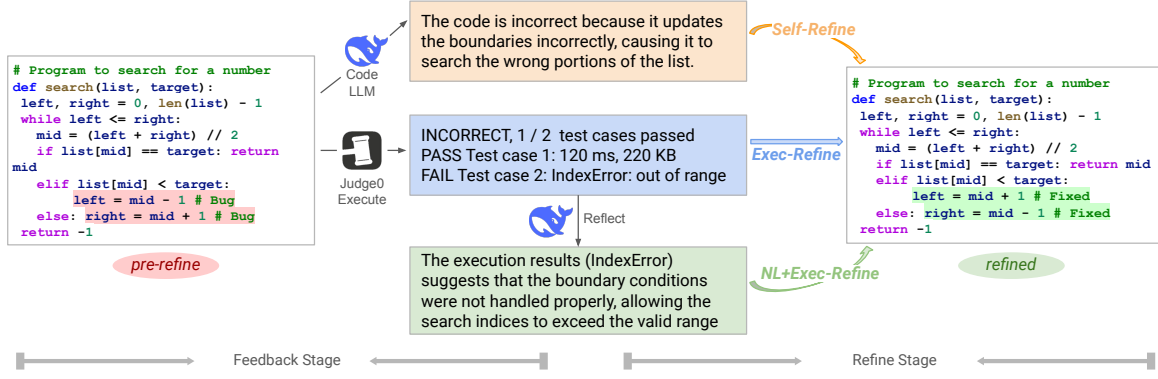 # Program to search for a number
def search(list, target):
left, right = 0, len(list) - 1
while left <= right:
mid = (left + right) // 2
if list[mid] == target: return
mid
elif list[mid] < target:
left = mid - 1 # Bug
else: right = mid + 1 # Bug
return -1
pre-refine
Code
LLM
Judge0
Execute
The code is incorrect because it updates
the boundaries incorrectly, causing it to
search the wrong portions of the list.
INCORRECT, 1 / 2 test cases passed
PASS Test case 1: 120 ms, 220 KB
FAIL Test case 2: IndexError: out of range
Reflect
The execution results (IndexError)
suggests that the boundary conditions
were not handled properly, allowing the
search indices to exceed the valid range
Self-Refine
Exec-Refine
NL+Exec-Refine
# Program to search for a number
def search(list, target):
left, right = 0, len(list) - 1
while left <= right:
mid = (left + right) // 2
if list[mid] == target: return mid
elif list[mid] < target:
left = mid + 1 # Fixed
else: right = mid - 1 # Fixed
return -1
refined
Feedback Stage
Refine Stage